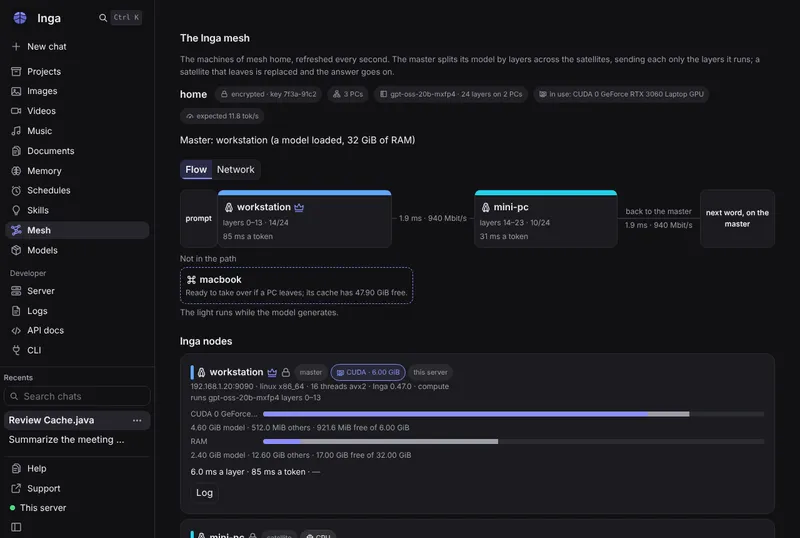 Inga
Ctrl K
New chat
Projects
Images
Videos
Music
Documents
Memory
Schedules
Skills
Mesh
Models
Developer
Server
Logs
API docs
CLI
Recents
Search chats
Review Cache.java
Summarize the meeting ...
Help
Support
This server
The Inga mesh
The machines of mesh home, refreshed every second. The master splits its model by layers across the satellites, sending each only the layers it runs; a
satellite that leaves is replaced and the answer goes on.
home
encrypted · key 7f3a-91c2
3 PCs
gpt-oss-20b-mxfp4 · 24 layers on 2 PCs
in use: CUDA 0 GeForce RTX 3060 Laptop GPU
expected 11.8 tok/s
Master: workstation (a model loaded, 32 GiB of RAM)
Flow
Network
prompt
workstation
layers 0–13 · 14/24
85 ms a token
1.9 ms · 940 Mbit/s
mini-pc
layers 14–23 · 10/24
31 ms a token
back to the master
1.9 ms · 940 Mbit/s
next word, on the
master
Not in the path
macbook
Ready to take over if a PC leaves; its cache has 47.90 GiB free.
The light runs while the model generates.
Inga nodes
workstation
master
CUDA · 6.00 GiB
this server
192.168.1.20:9090 · linux x86_64 · 16 threads avx2 · Inga 0.47.0 · compute
runs gpt-oss-20b-mxfp4 layers 0–13
CUDA 0 GeForce...
4.60 GiB model · 512.0 MiB others · 921.6 MiB free of 6.00 GiB
RAM
2.40 GiB model · 12.60 GiB others · 17.00 GiB free of 32.00 GiB
6.0 ms a layer · 85 ms a token · —
Log
mini-pc
satellite
CPU